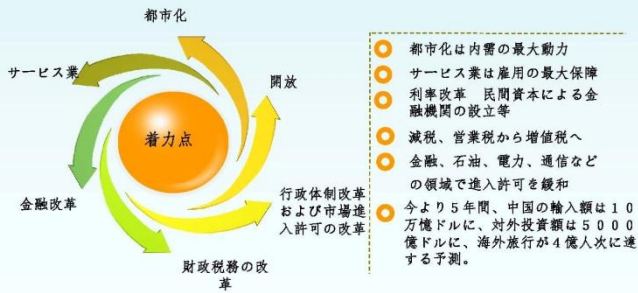 都市化
サービス業
開放
着力点
金融改革
行政体制改革
および市場進
入許可の改革
財政税務の改
革
都市化は内需の最大動力
サービス業は雇用の最大保障
利率改革　民間資本による金
融機関の設立等
減税、営業税から増値税へ
金融、石油、電力、通信など
の領域で進入許可を緩和
今より５年間、中国の輸入額は１０
万億ドルに、対外投資額は５０００
億ドルに、海外旅行が４億人次に達
する予測。